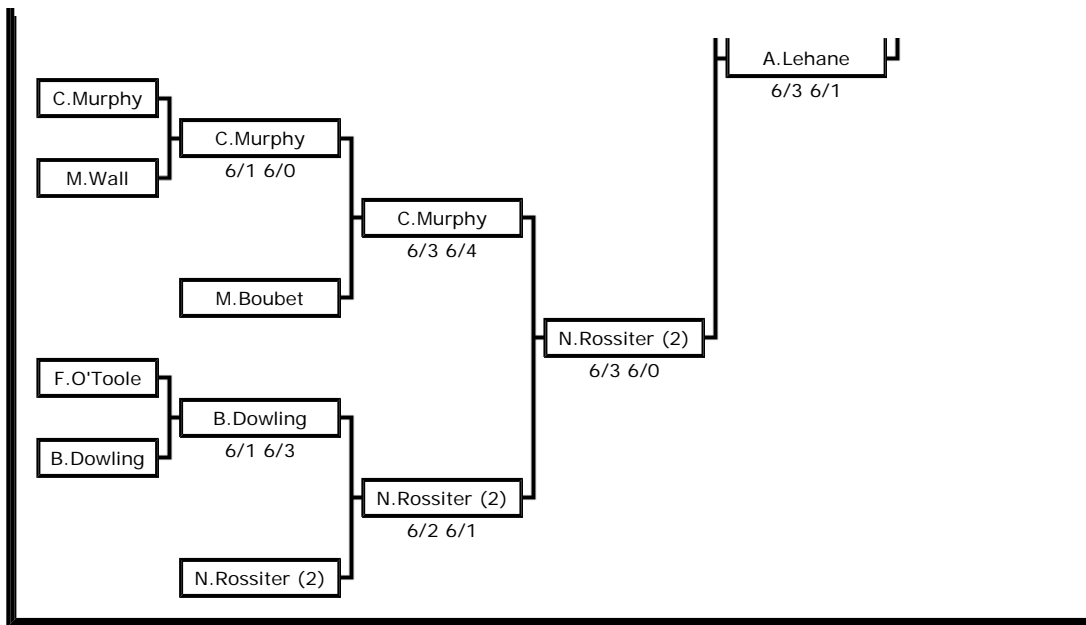 A.Lehane
6/3 6/1
C.Murphy
C.Murphy
6/1 6/0
M.Wall
C.Murphy
6/3 6/4
M.Boubet
N.Rossiter (2)
6/3 6/0
F.O'Toole
B.Dowling
6/1 6/3
B.Dowling
N.Rossiter (2)
6/2 6/1
N.Rossiter (2)